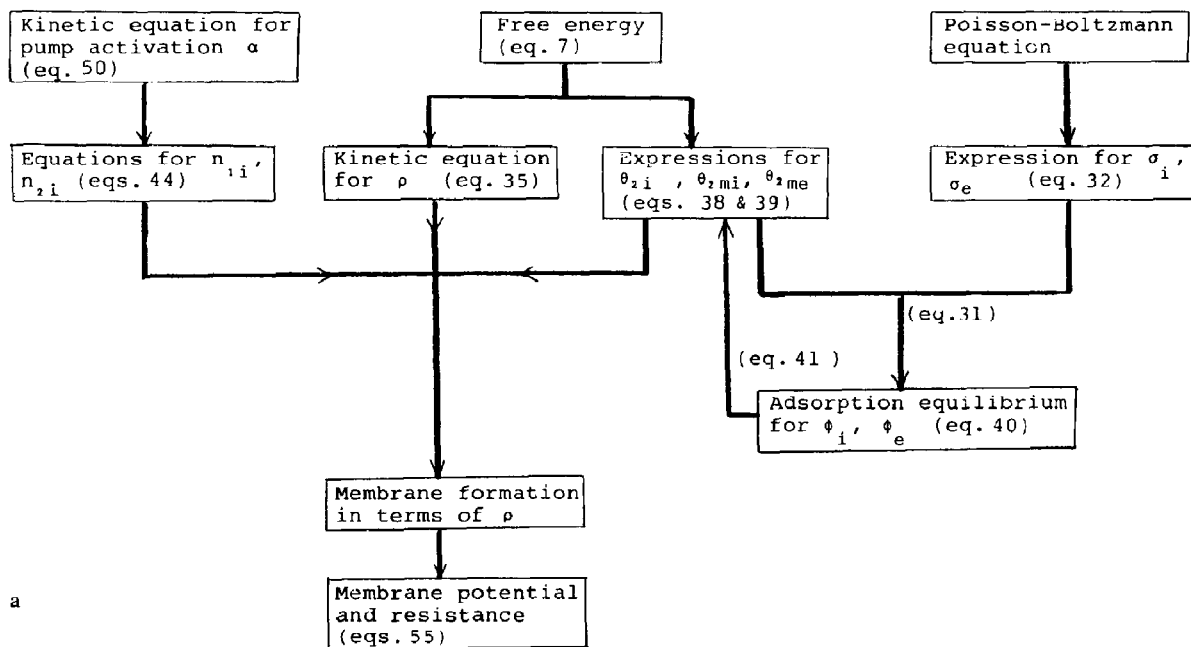 Kinetic equation for
pump activation α
(eq. 50)
Free energy
(eq. 7)
Poisson-Boltzmann
equation
Equations for n₁ᵢ,
n₂ᵢ (eqs. 44)
Kinetic equation
for ρ (eq. 35)
Expressions for
θ₂ᵢ , θ₂ₘᵢ, θ₂ₘₑ
(eqs. 38 & 39)
Expression for σᵢ,
σₑ (eq. 32)
(eq. 31)
(eq. 41)
Adsorption equilibrium
for ϕᵢ, ϕₑ (eq. 40)
Membrane formation
in terms of ρ
Membrane potential
and resistance
(eqs. 55)
a